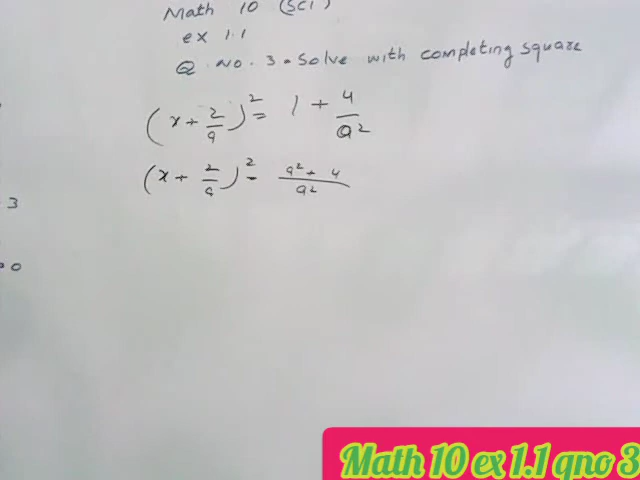 Math 10 (SCI)
ex 1.1
Q no. 3. Solve with completing square
(x + 2/a)² = 1 + 4/a²
(x + 2/a)² = a² + 4/a²
3
0
Math 10 ex 1.1 qno 3